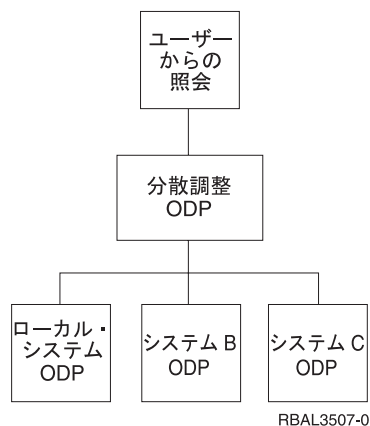 ユーザー
からの
照会
分散調整
ODP
ローカル・
システム
ODP
システム B
ODP
システム C
ODP
RBAL3507-0